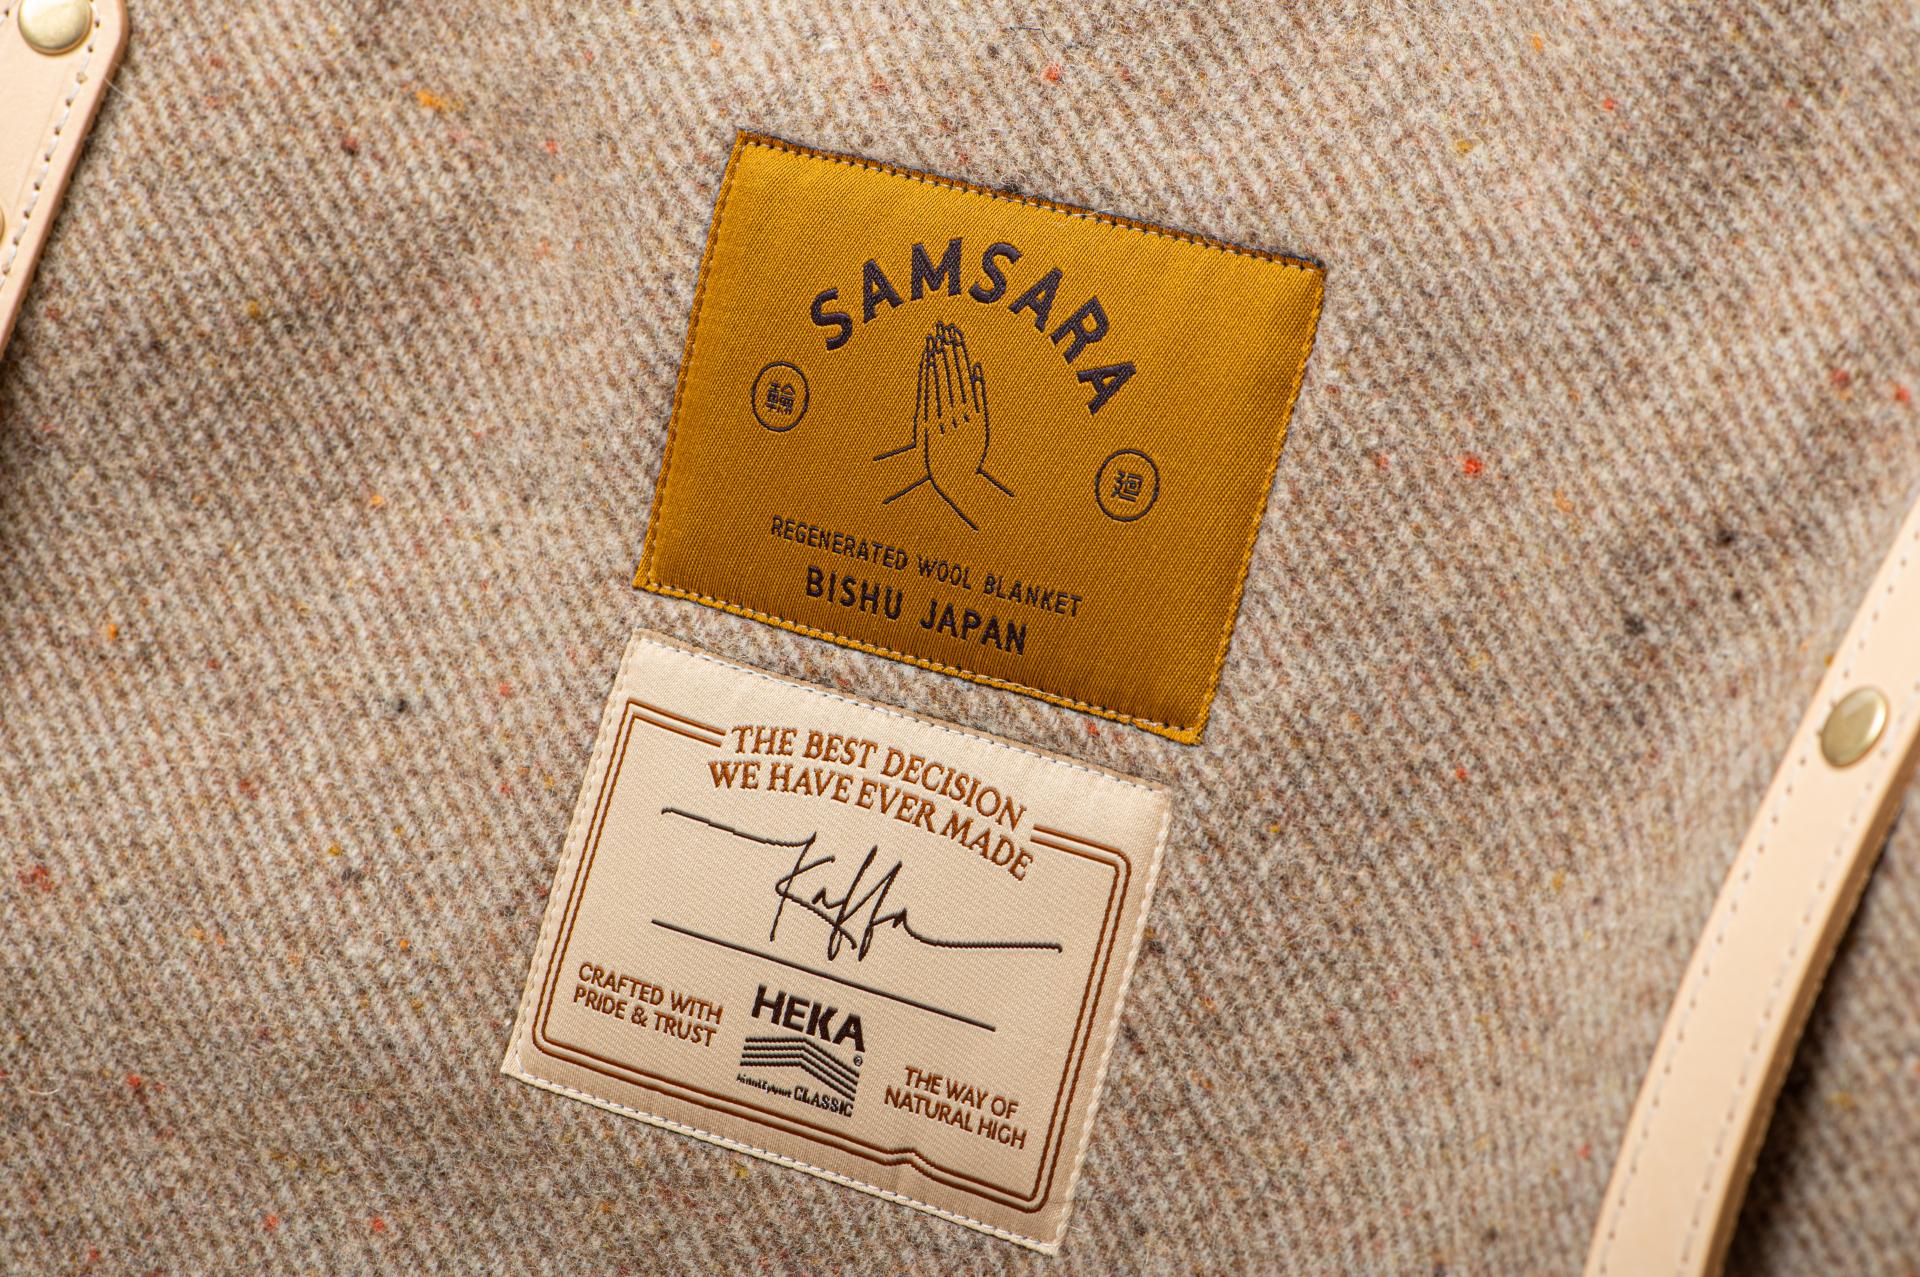 SAMSARA
輪
廻
REGENERATED WOOL BLANKET
BISHU JAPAN
THE BEST DECISION
WE HAVE EVER MADE
Kaffa
CRAFTED WITH
PRIDE & TRUST
HEKA
CLASSIC
THE WAY OF
NATURAL HIGH